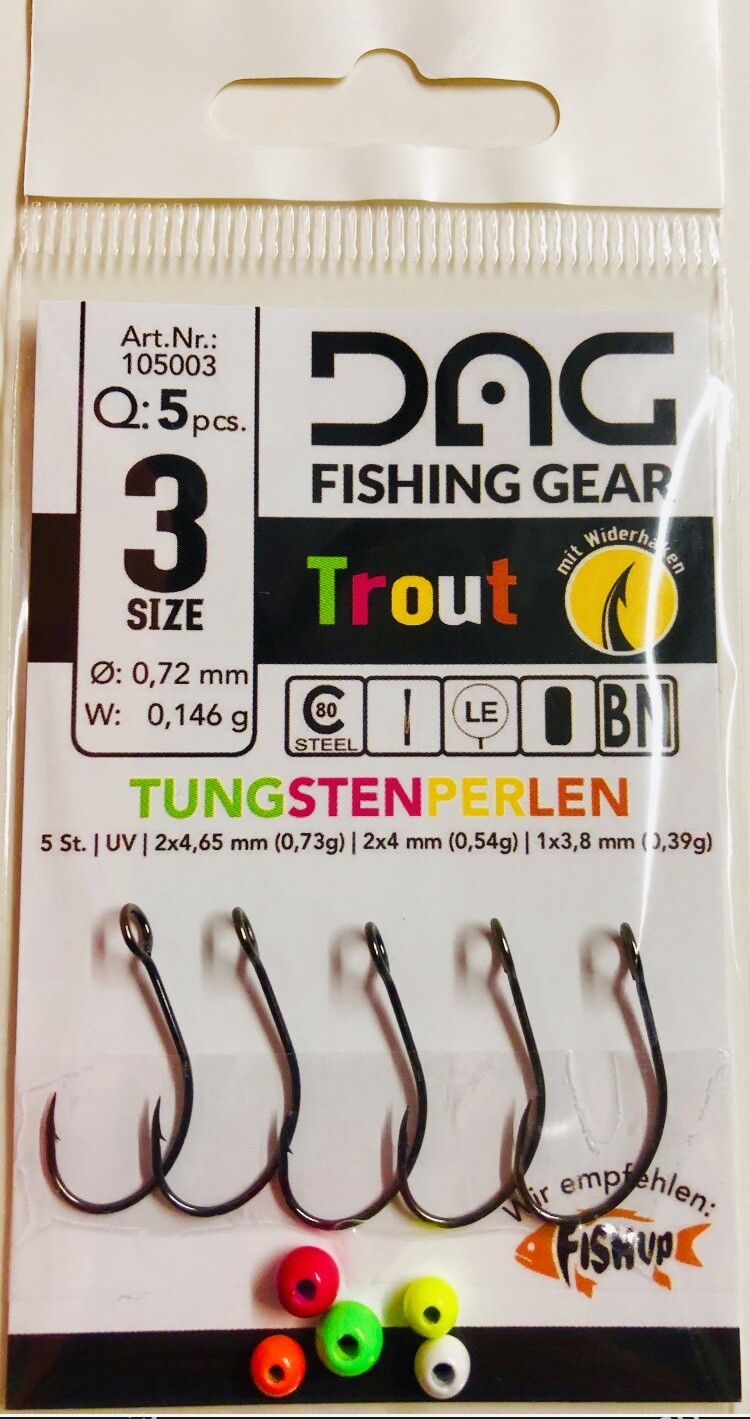 Art.Nr.:
105003
Q: 5 pcs.
3
SIZE
Ø: 0,72 mm
W: 0,146 g
DAG
FISHING GEAR
Trout
mit Widerhaken
C 80
STEEL
LE
BN
TUNGSTENPERLEN
5 St. | UV | 2x4,65 mm (0,73g) | 2x4 mm (0,54g) | 1x3,8 mm (0,39g)
Wir empfehlen:
FiSHUP